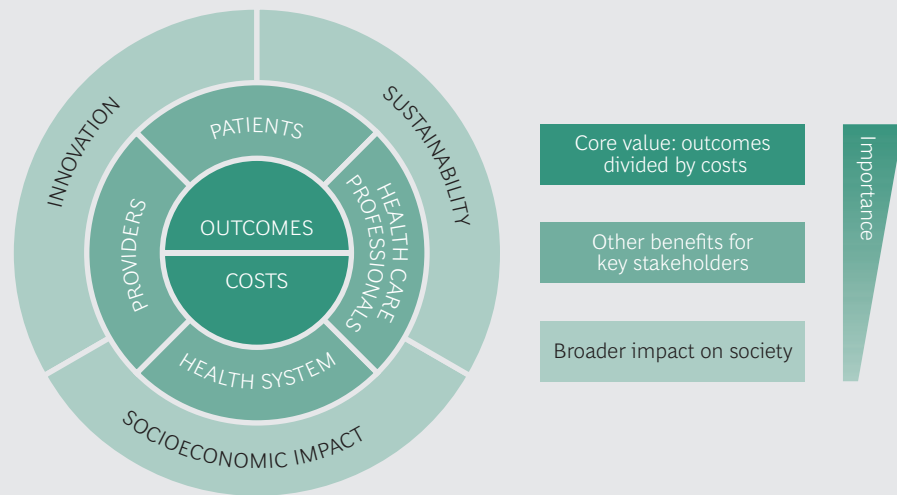 INNOVATION
SUSTAINABILITY
SOCIOECONOMIC IMPACT
PATIENTS
PROVIDERS
HEALTH CARE
PROFESSIONALS
HEALTH SYSTEM
OUTCOMES
COSTS
Core value: outcomes
divided by costs
Other benefits for
key stakeholders
Broader impact on society
Importance